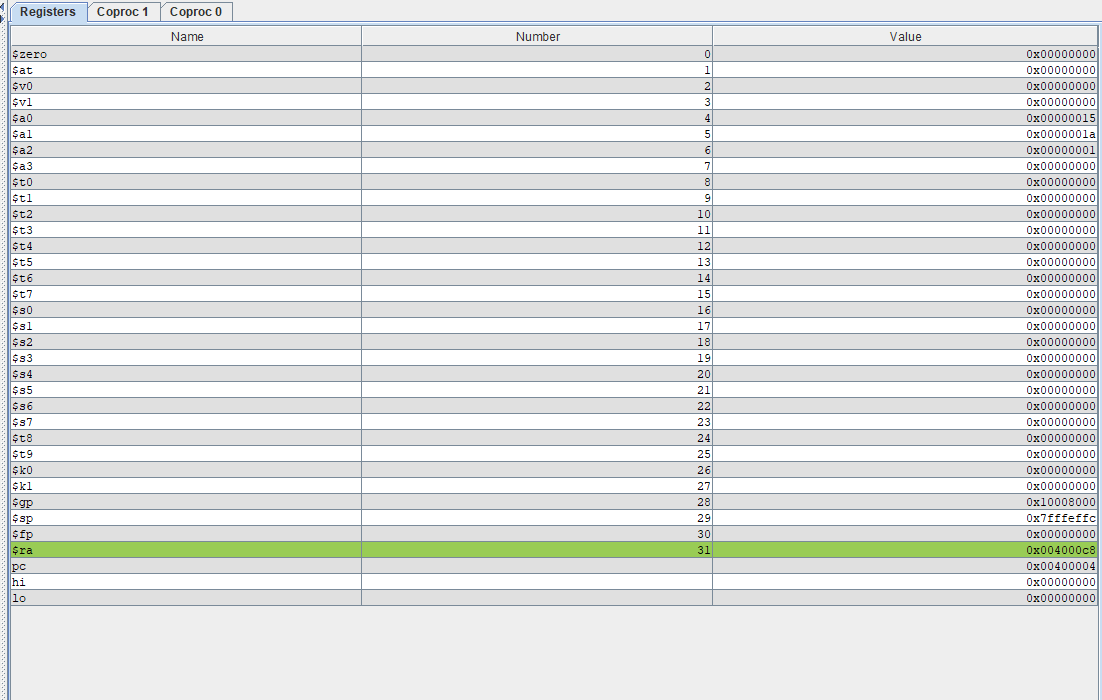 Registers Coproc 1 Coproc 0
Name Number Value
$zero 0 0x00000000
$at 1 0x00000000
$v0 2 0x00000000
$v1 3 0x00000000
$a0 4 0x00000015
$a1 5 0x0000001a
$a2 6 0x00000001
$a3 7 0x00000000
$t0 8 0x00000000
$t1 9 0x00000000
$t2 10 0x00000000
$t3 11 0x00000000
$t4 12 0x00000000
$t5 13 0x00000000
$t6 14 0x00000000
$t7 15 0x00000000
$s0 16 0x00000000
$s1 17 0x00000000
$s2 18 0x00000000
$s3 19 0x00000000
$s4 20 0x00000000
$s5 21 0x00000000
$s6 22 0x00000000
$s7 23 0x00000000
$t8 24 0x00000000
$t9 25 0x00000000
$k0 26 0x00000000
$k1 27 0x00000000
$gp 28 0x10008000
$sp 29 0x7fffeffc
$fp 30 0x00000000
$ra 31 0x004000c8
pc 0x00400004
hi 0x00000000
lo 0x00000000